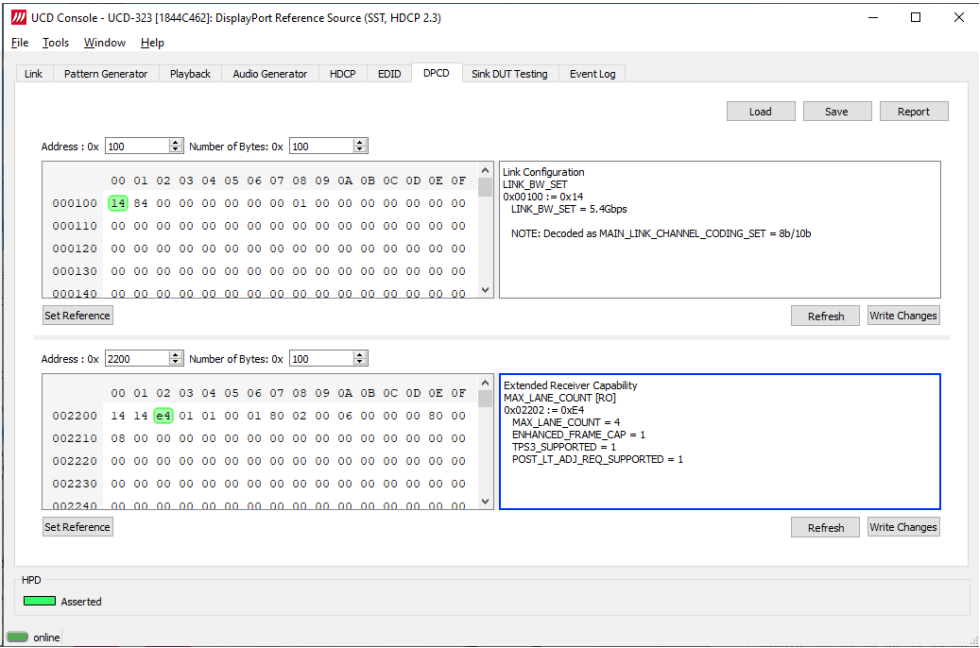 UCD Console - UCD-323 [1844C462]: DisplayPort Reference Source (SST, HDCP 2.3)
File Tools Window Help
Link Pattern Generator Playback Audio Generator HDCP EDID DPCD Sink DUT Testing Event Log
Load Save Report
Address : 0x 100 Number of Bytes: 0x 100
00 01 02 03 04 05 06 07 08 09 0A 0B 0C 0D 0E 0F
000100 14 84 00 00 00 00 00 00 01 00 00 00 00 00 00 00
000110 00 00 00 00 00 00 00 00 00 00 00 00 00 00 00 00
000120 00 00 00 00 00 00 00 00 00 00 00 00 00 00 00 00
000130 00 00 00 00 00 00 00 00 00 00 00 00 00 00 00 00
000140 00 00 00 00 00 00 00 00 00 00 00 00 00 00 00 00
Link Configuration
LINK_BW_SET
0x00100 := 0x14
LINK_BW_SET = 5.4Gbps
NOTE: Decoded as MAIN_LINK_CHANNEL_CODING_SET = 8b/10b
Set Reference Refresh Write Changes
Address : 0x 2200 Number of Bytes: 0x 100
00 01 02 03 04 05 06 07 08 09 0A 0B 0C 0D 0E 0F
002200 14 14 e4 01 01 00 01 80 02 00 06 00 00 00 80 00
002210 08 00 00 00 00 00 00 00 00 00 00 00 00 00 00 00
002220 00 00 00 00 00 00 00 00 00 00 00 00 00 00 00 00
002230 00 00 00 00 00 00 00 00 00 00 00 00 00 00 00 00
002240 00 00 00 00 00 00 00 00 00 00 00 00 00 00 00 00
Extended Receiver Capability
MAX_LANE_COUNT [RO]
0x02202 := 0xE4
MAX_LANE_COUNT = 4
ENHANCED_FRAME_CAP = 1
TPS3_SUPPORTED = 1
POST_LT_ADJ_REQ_SUPPORTED = 1
Set Reference Refresh Write Changes
HPD
Asserted
online